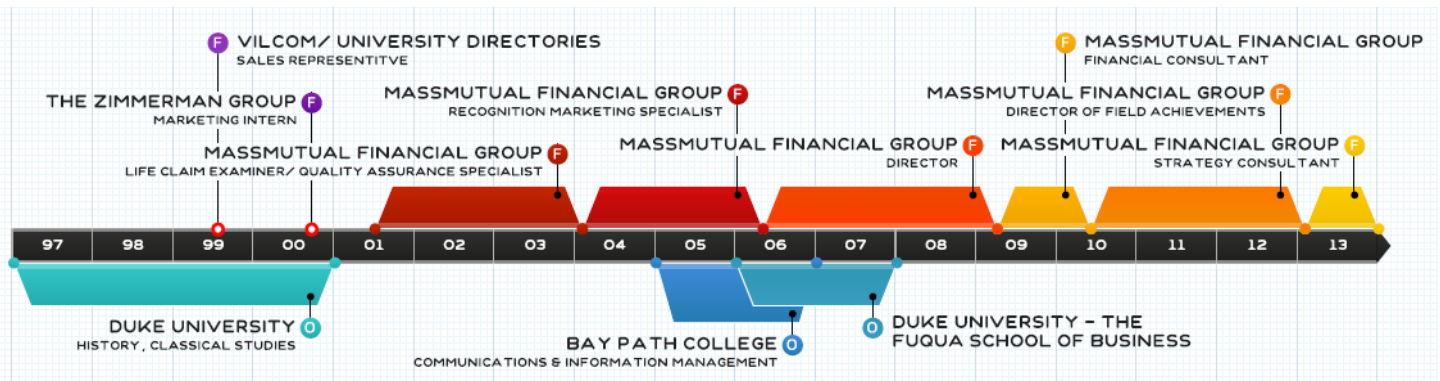 F VILCOM/ UNIVERSITY DIRECTORIES
SALES REPRESENTITVE
THE ZIMMERMAN GROUP F
MARKETING INTERN
MASSMUTUAL FINANCIAL GROUP F
LIFE CLAIM EXAMINER/ QUALITY ASSURANCE SPECIALIST
MASSMUTUAL FINANCIAL GROUP F
RECOGNITION MARKETING SPECIALIST
MASSMUTUAL FINANCIAL GROUP F
DIRECTOR
F MASSMUTUAL FINANCIAL GROUP
FINANCIAL CONSULTANT
MASSMUTUAL FINANCIAL GROUP F
DIRECTOR OF FIELD ACHIEVEMENTS
MASSMUTUAL FINANCIAL GROUP F
STRATEGY CONSULTANT
97 98 99 00 01 02 03 04 05 06 07 08 09 10 11 12 13
DUKE UNIVERSITY O
HISTORY, CLASSICAL STUDIES
BAY PATH COLLEGE O
COMMUNICATIONS & INFORMATION MANAGEMENT
O DUKE UNIVERSITY - THE
FUQUA SCHOOL OF BUSINESS